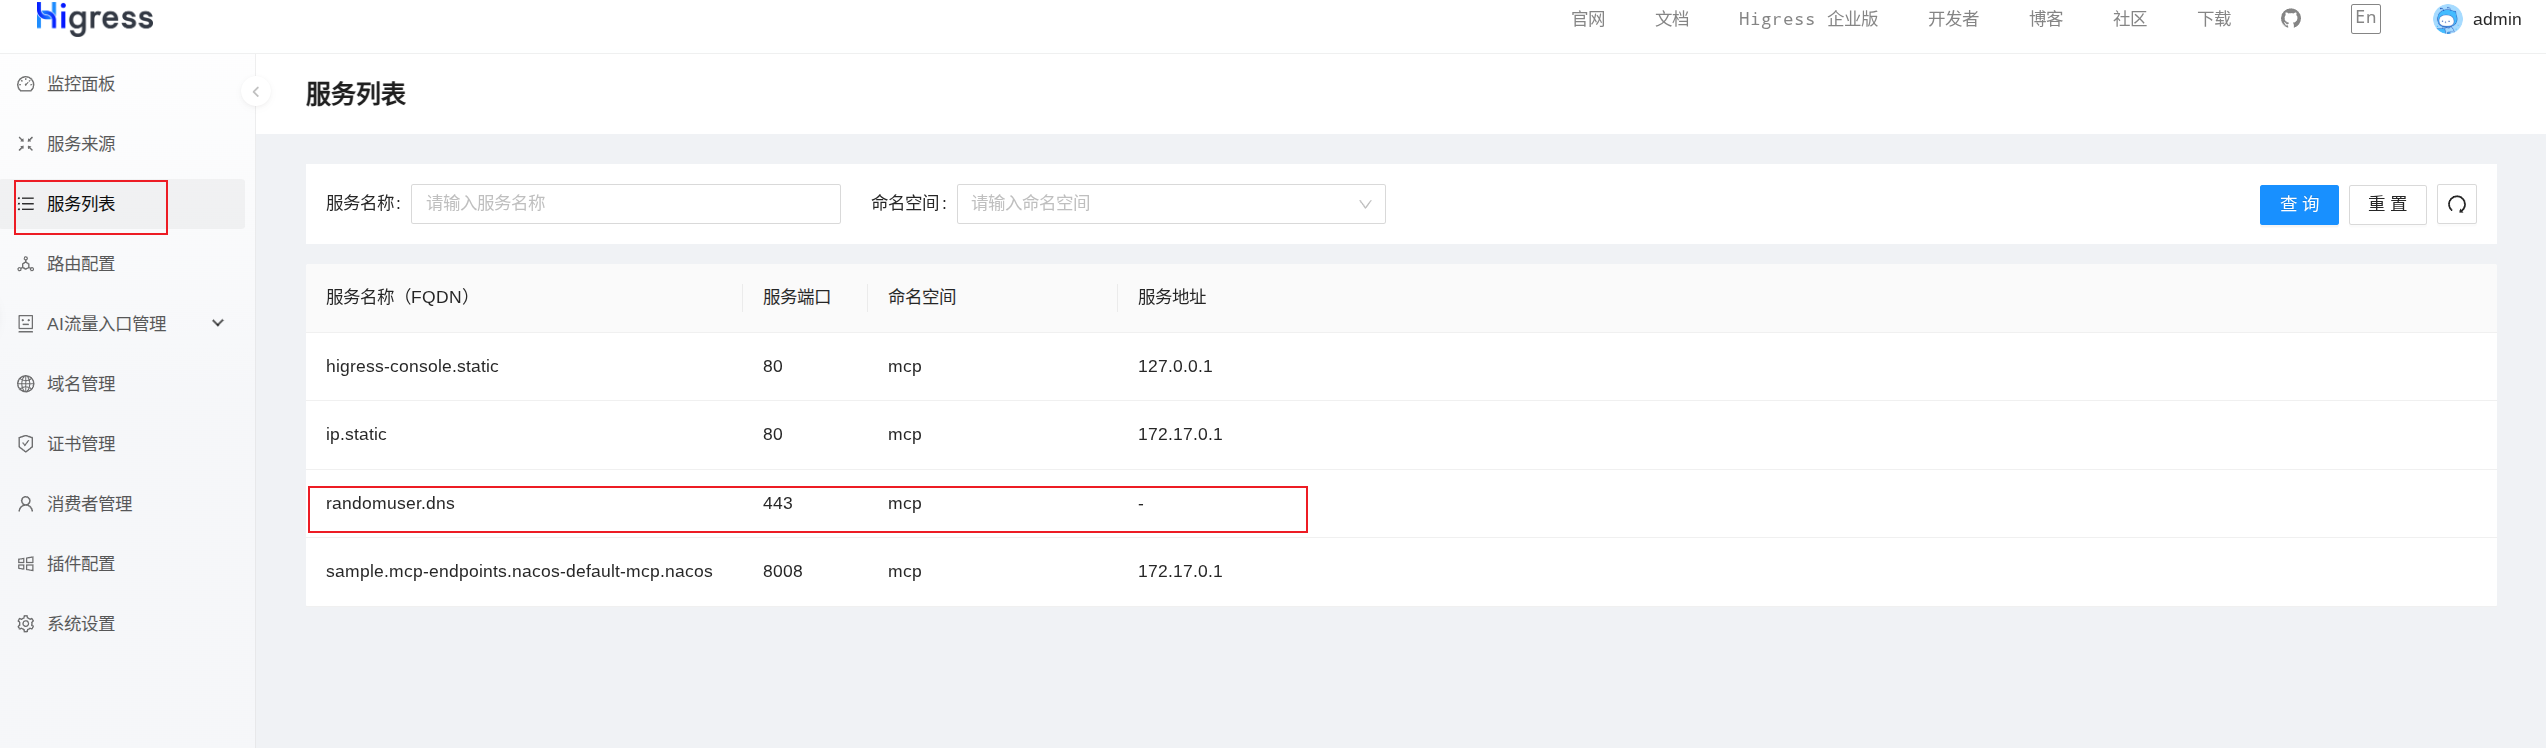 Higress
官网 文档 Higress 企业版 开发者 博客 社区 下载 En admin
监控面板
服务来源
服务列表
路由配置
AI流量入口管理
域名管理
证书管理
消费者管理
插件配置
系统设置
服务列表
服务名称: 请输入服务名称 命名空间: 请输入命名空间 查 询 重 置
服务名称（FQDN） 服务端口 命名空间 服务地址
higress-console.static 80 mcp 127.0.0.1
ip.static 80 mcp 172.17.0.1
randomuser.dns 443 mcp -
sample.mcp-endpoints.nacos-default-mcp.nacos 8008 mcp 172.17.0.1